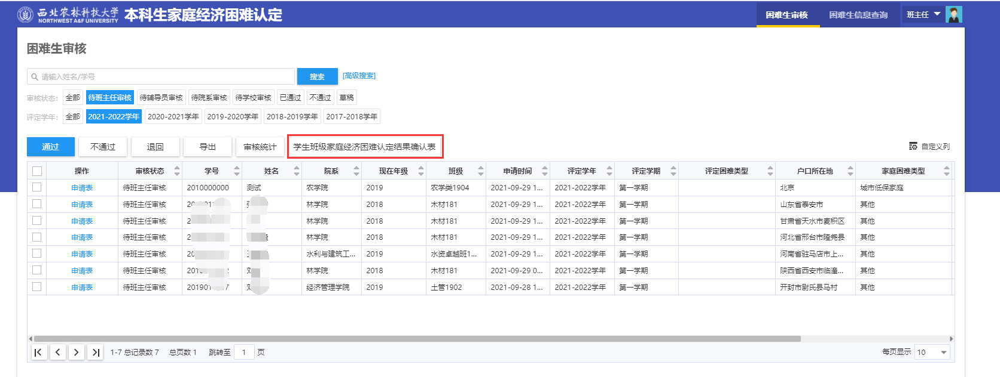 西北农林科技大学 本科生家庭经济困难认定 困难生审核 困难生信息查询 班主任
NORTHWEST A&F UNIVERSITY
困难生审核
请输入姓名/学号 搜索 [高级搜索]
审核状态: 全部 待班主任审核 待辅导员审核 待院系审核 待学校审核 已通过 不通过 草稿
评定学年: 全部 2021-2022学年 2020-2021学年 2019-2020学年 2018-2019学年 2017-2018学年
通过 不通过 退回 导出 审核统计 学生班级家庭经济困难认定结果确认表 自定义列
操作 审核状态 学号 姓名 院系 现在年级 班级 申请时间 评定学年 评定学期 评定困难类型 户口所在地 家庭困难类型
申请表 待班主任审核 2010000000 测试 农学院 2019 农学类1904 2021-09-29 1... 2021-2022学年 第一学期 北京 城市低保家庭
申请表 待班主任审核 林学院 2018 木材181 2021-09-29 1... 2021-2022学年 第一学期 山东省泰安市 其他
申请表 待班主任审核 林学院 2018 木材181 2021-09-29 1... 2021-2022学年 第一学期 甘肃省天水市麦积区 其他
申请表 待班主任审核 林学院 2018 木材181 2021-09-29 1... 2021-2022学年 第一学期 河北省邢台市隆尧县 其他
申请表 待班主任审核 水利与建筑工... 2019 水资卓越班1... 2021-09-29 1... 2021-2022学年 第一学期 河南省驻马店市上... 其他
申请表 待班主任审核 林学院 2018 木材181 2021-09-29 0... 2021-2022学年 第一学期 陕西省西安市临潼... 其他
申请表 待班主任审核 经济管理学院 2019 土管1902 2021-09-28 1... 2021-2022学年 第一学期 开封市尉氏县马村 其他
1-7 总记录数 7 总页数 1 跳转至 1 页 每页显示 10